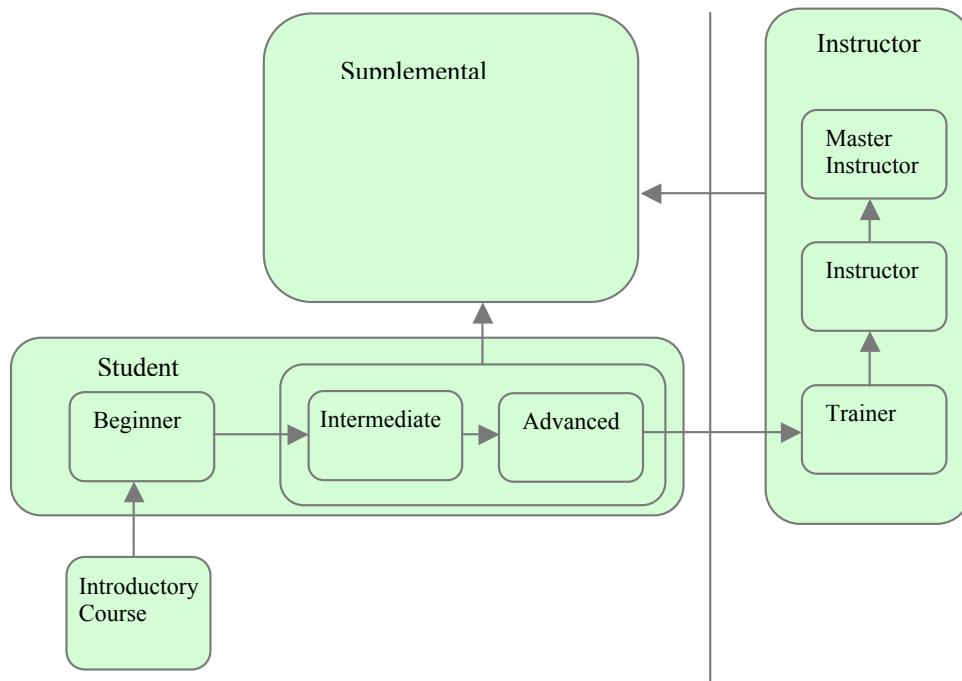 Supplemental
Instructor
Master
Instructor
Instructor
Student
Beginner
Intermediate
Advanced
Trainer
Introductory
Course